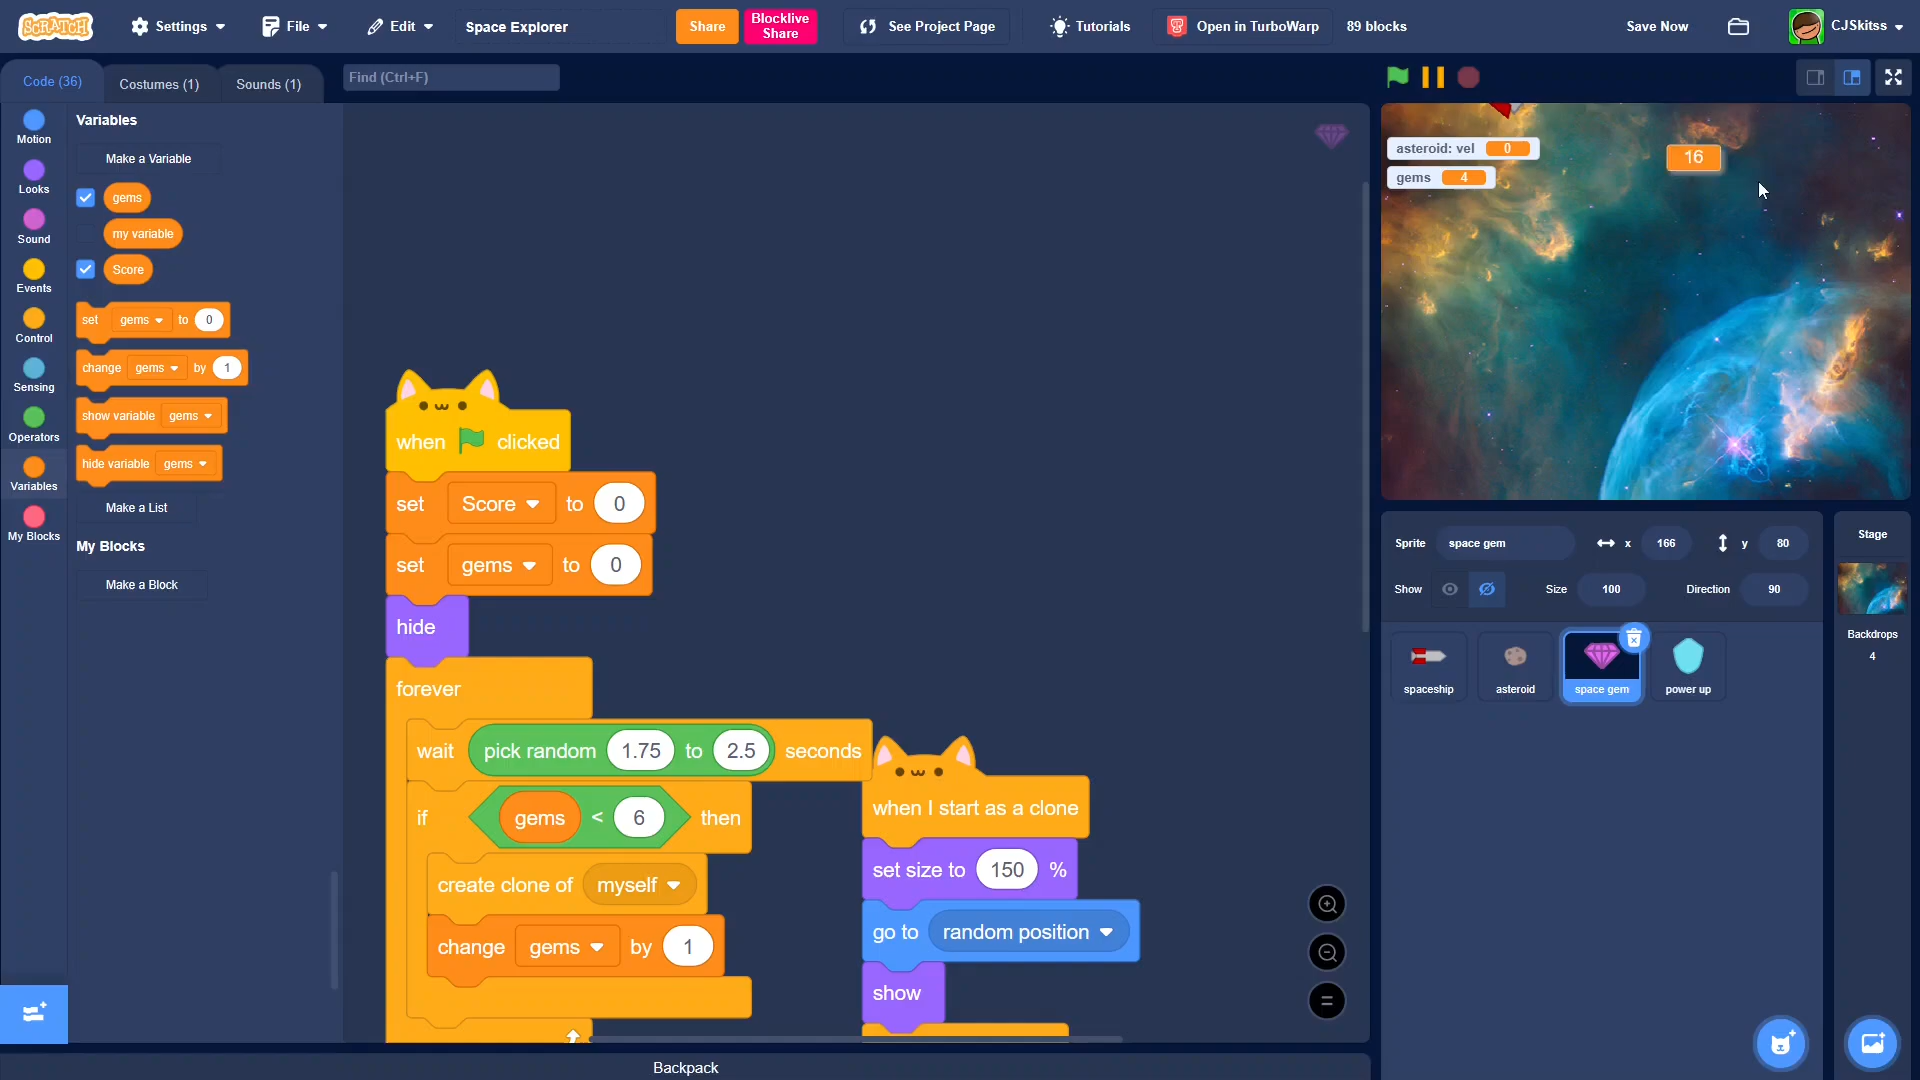 SCRATCH
Settings
File
Edit
Space Explorer
Share
Blocklive
Share
See Project Page
Tutorials
Open in TurboWarp
89 blocks
Save Now
CJSkitss
Code (36)
Costumes (1)
Sounds (1)
Find (Ctrl+F)
Motion
Looks
Sound
Events
Control
Sensing
Operators
Variables
My Blocks
Variables
Make a Variable
gems
my variable
Score
set gems to 0
change gems by 1
show variable gems
hide variable gems
Make a List
My Blocks
Make a Block
when clicked
set Score to 0
set gems to 0
hide
forever
wait pick random 1.75 to 2.5 seconds
if gems < 6 then
create clone of myself
change gems by 1
when I start as a clone
set size to 150 %
go to random position
show
Backpack
asteroid: vel 0
gems 4
16
Sprite space gem x 166 y 80
Show Size 100 Direction 90
spaceship
asteroid
space gem
power up
Stage
Backdrops
4